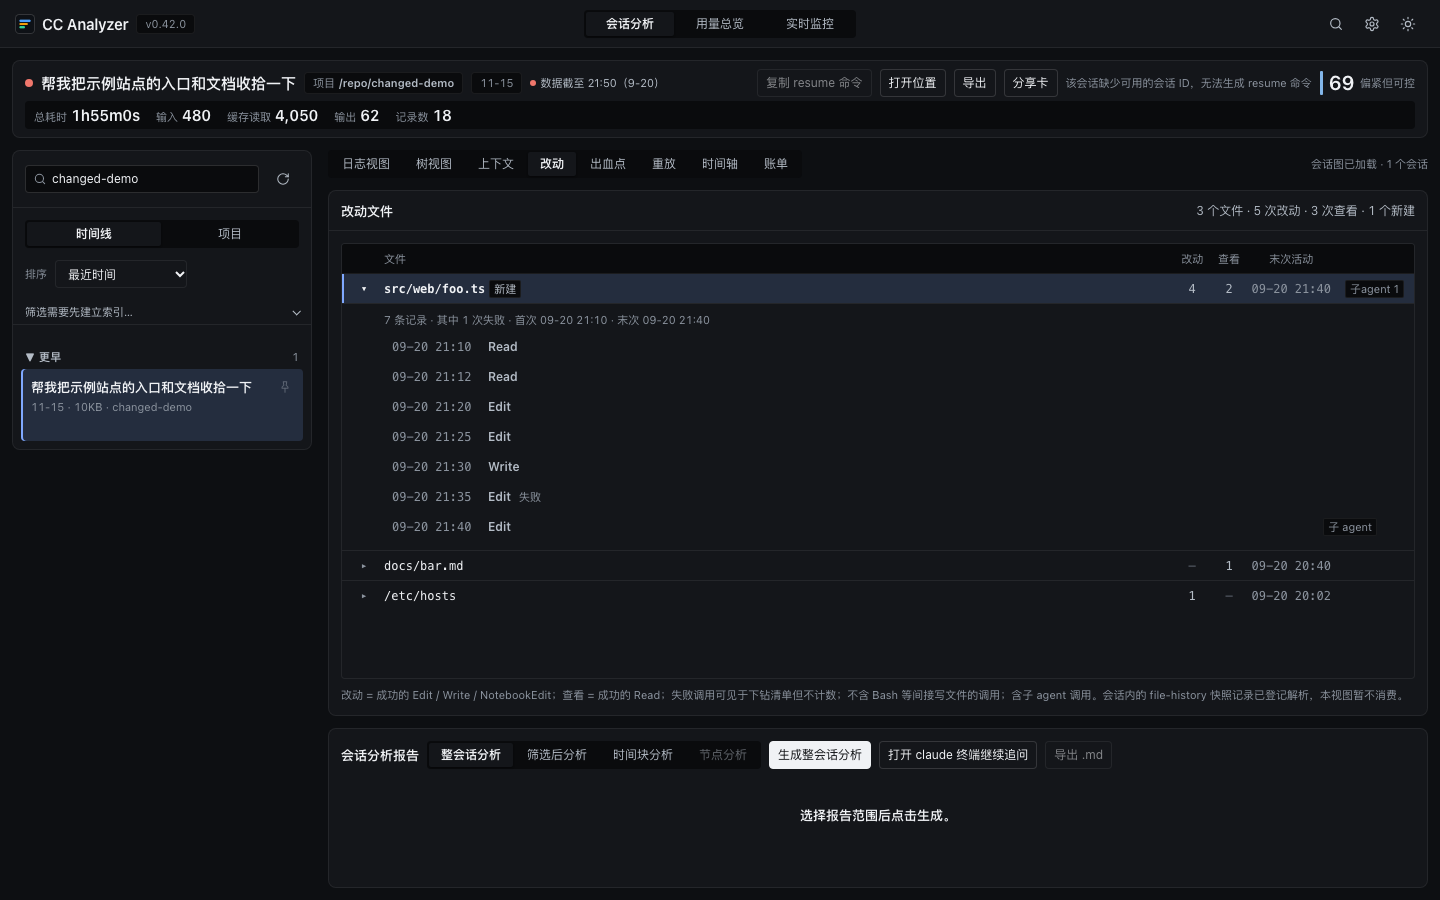 CC Analyzer v0.42.0 会话分析 用量总览 实时监控
帮我把示例站点的入口和文档收拾一下 项目 /repo/changed-demo 11-15 数据截至 21:50（9-20） 复制 resume 命令 打开位置 导出 分享卡 该会话缺少可用的会话 ID，无法生成 resume 命令 69 偏紧但可控
总耗时 1h55m0s 输入 480 缓存读取 4,050 输出 62 记录数 18
changed-demo
时间线 项目
排序 最近时间
筛选需要先建立索引...
▼ 更早 1
帮我把示例站点的入口和文档收拾一下
11-15 · 10KB · changed-demo
日志视图 树视图 上下文 改动 出血点 重放 时间轴 账单 会话图已加载 · 1 个会话
改动文件 3 个文件 · 5 次改动 · 3 次查看 · 1 个新建
文件 改动 查看 末次活动
▾ src/web/foo.ts 新建 4 2 09-20 21:40 子agent 1
7 条记录 · 其中 1 次失败 · 首次 09-20 21:10 · 末次 09-20 21:40
09-20 21:10 Read
09-20 21:12 Read
09-20 21:20 Edit
09-20 21:25 Edit
09-20 21:30 Write
09-20 21:35 Edit 失败
09-20 21:40 Edit 子 agent
▸ docs/bar.md — 1 09-20 20:40
▸ /etc/hosts 1 — 09-20 20:02
改动 = 成功的 Edit / Write / NotebookEdit；查看 = 成功的 Read；失败调用可见于下钻清单但不计数；不含 Bash 等间接写文件的调用；含子 agent 调用。会话内的 file-history 快照记录已登记解析，本视图暂不消费。
会话分析报告 整会话分析 筛选后分析 时间块分析 节点分析 生成整会话分析 打开 claude 终端继续追问 导出 .md
选择报告范围后点击生成。